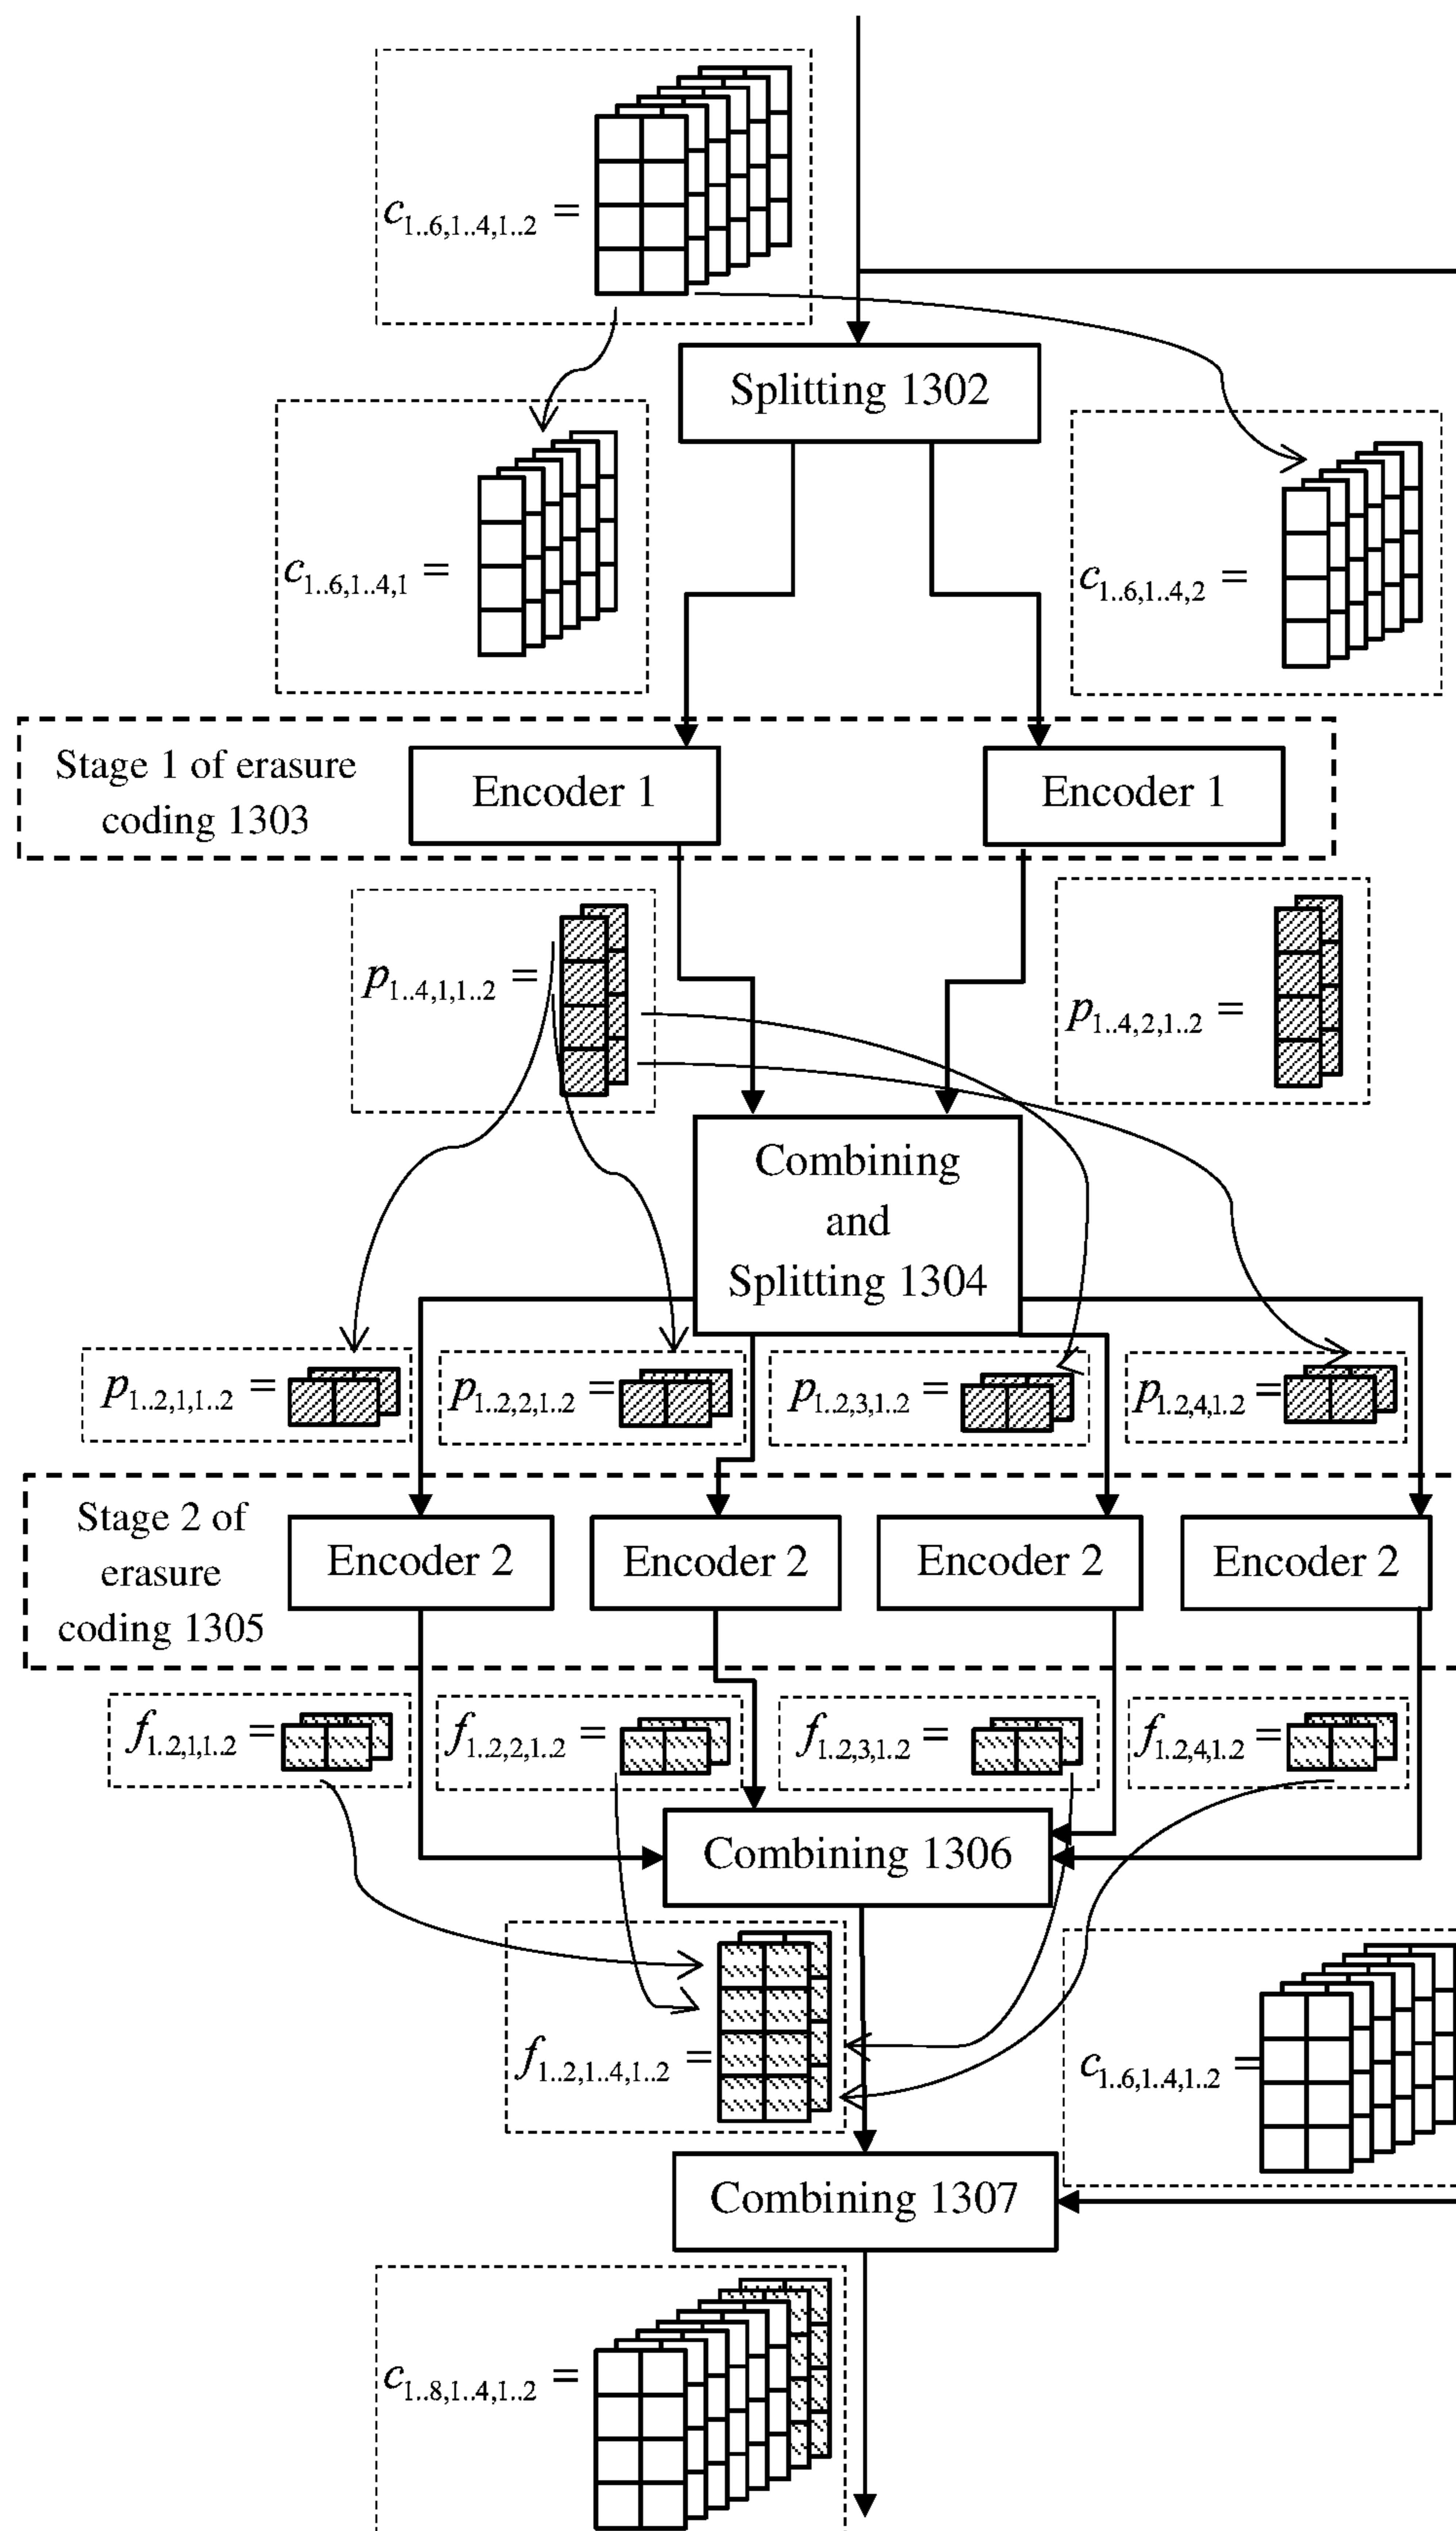 c1..6,1..4,1..2 =
Splitting 1302
c1..6,1..4,1 =
c1..6,1..4,2 =
Stage 1 of erasure
coding 1303
Encoder 1
Encoder 1
p1..4,1,1..2 =
p1..4,2,1..2 =
Combining
and
Splitting 1304
p1..2,1,1..2 =
p1..2,2,1..2 =
p1..2,3,1..2 =
p1..2,4,1..2 =
Stage 2 of
erasure
coding 1305
Encoder 2
Encoder 2
Encoder 2
Encoder 2
f1..2,1,1..2 =
f1..2,2,1..2 =
f1..2,3,1..2 =
f1..2,4,1..2 =
Combining 1306
f1..2,1..4,1..2 =
c1..6,1..4,1..2 =
Combining 1307
c1..8,1..4,1..2 =